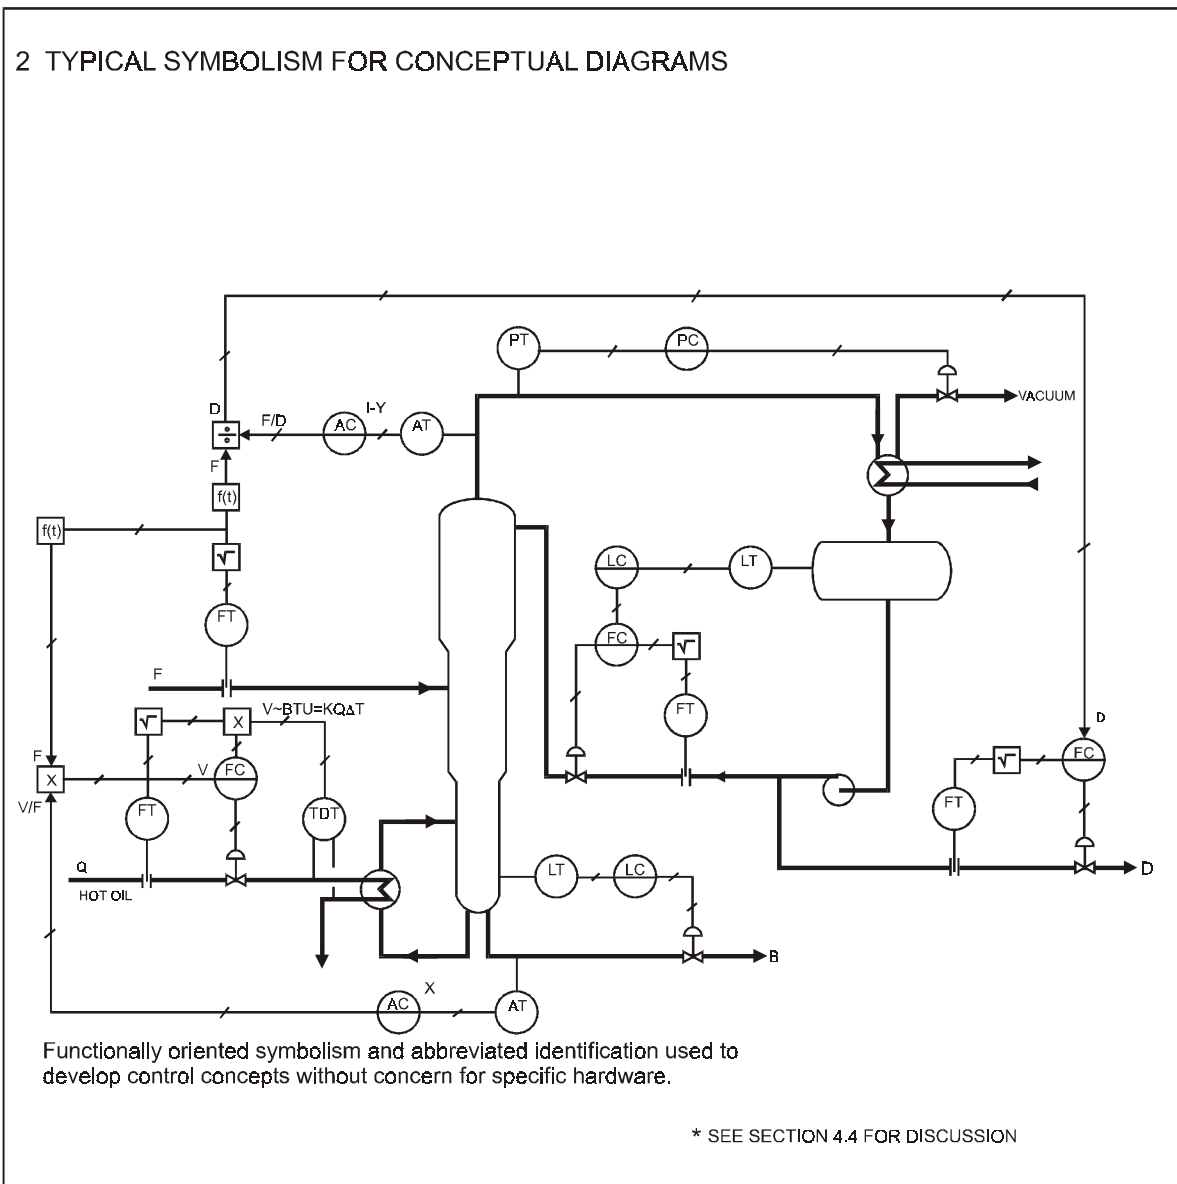 2 TYPICAL SYMBOLISM FOR CONCEPTUAL DIAGRAMS
PT
PC
VACUUM
D
F/D
I-Y
AC
AT
÷
F
f(t)
f(t)
√
LC
LT
FT
FC
√
F
V~BTU=KQ∆T
√
X
FT
D
F
X
V
FC
√
FC
V/F
FT
TDT
FT
Q
HOT OIL
LT
LC
D
B
X
AC
AT
Functionally oriented symbolism and abbreviated identification used to
develop control concepts without concern for specific hardware.
* SEE SECTION 4.4 FOR DISCUSSION